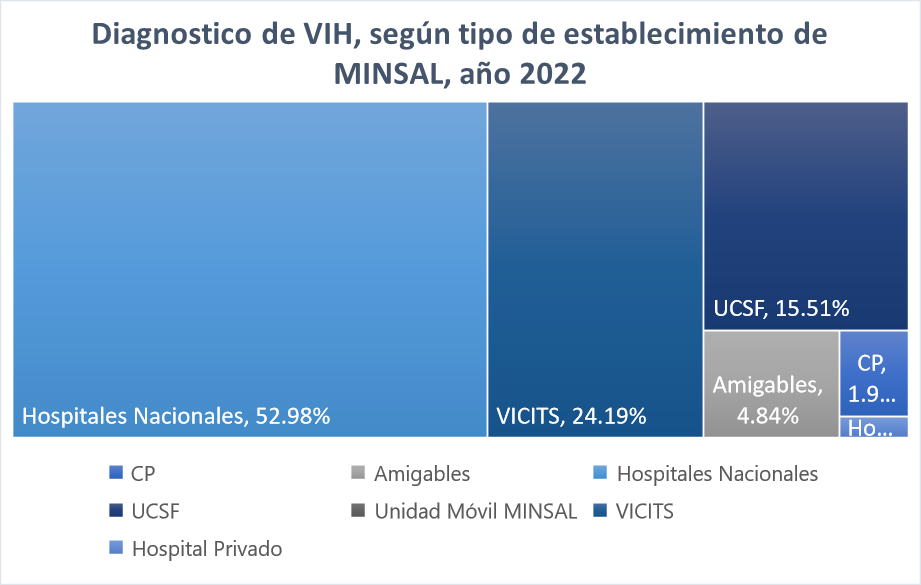 Diagnostico de VIH, según tipo de establecimiento de
MINSAL, año 2022
Hospitales Nacionales, 52.98%
VICITS, 24.19%
UCSF, 15.51%
Amigables,
4.84%
CP,
1.9...
Ho...
CP
Amigables
Hospitales Nacionales
UCSF
Unidad Móvil MINSAL
VICITS
Hospital Privado